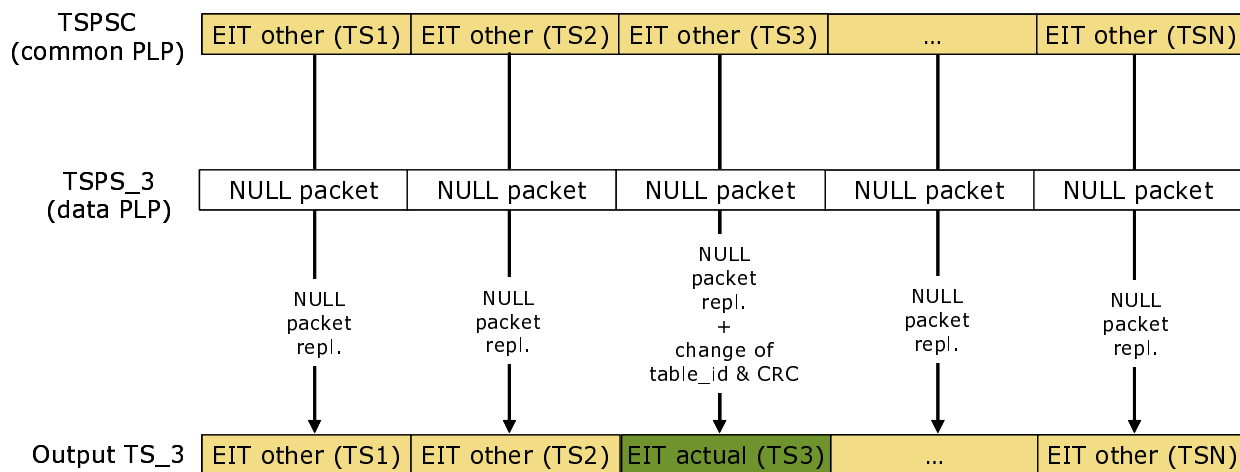 TSPSC
(common PLP)
EIT other (TS1)
EIT other (TS2)
EIT other (TS3)
...
EIT other (TSN)
TSPS_3
(data PLP)
NULL packet
NULL packet
NULL packet
NULL packet
NULL packet
NULL
packet
repl.
NULL
packet
repl.
NULL
packet
repl.
+
change of
table_id & CRC
NULL
packet
repl.
NULL
packet
repl.
Output TS_3
EIT other (TS1)
EIT other (TS2)
EIT actual (TS3)
...
EIT other (TSN)